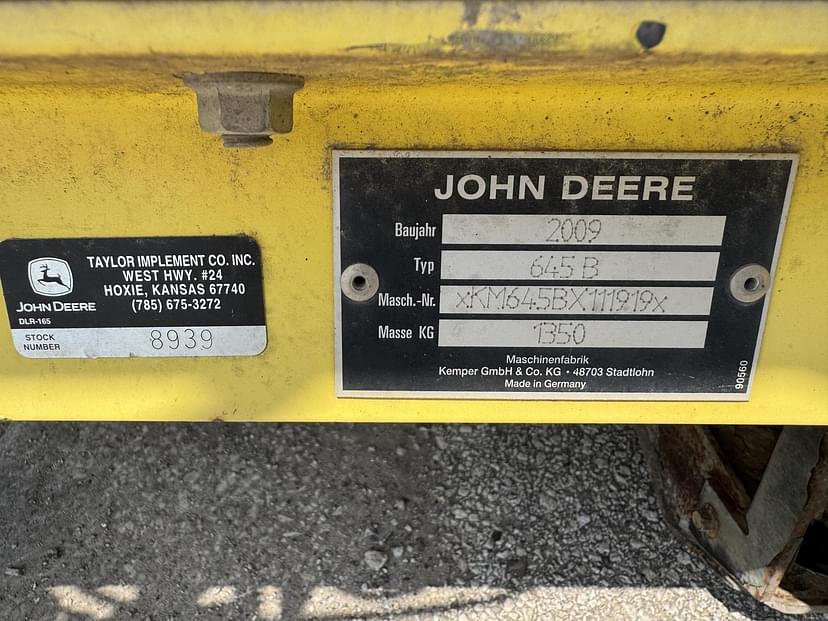 JOHN DEERE
DLR-165
TAYLOR IMPLEMENT CO. INC.
WEST HWY. #24
HOXIE, KANSAS 67740
(785) 675-3272
STOCK NUMBER 8939
JOHN DEERE
Baujahr 2009
Typ 645 B
Masch.-Nr. xKM645BX111919x
Masse KG 1350
Maschinenfabrik
Kemper GmbH & Co. KG • 48703 Stadtlohn
Made in Germany
90560